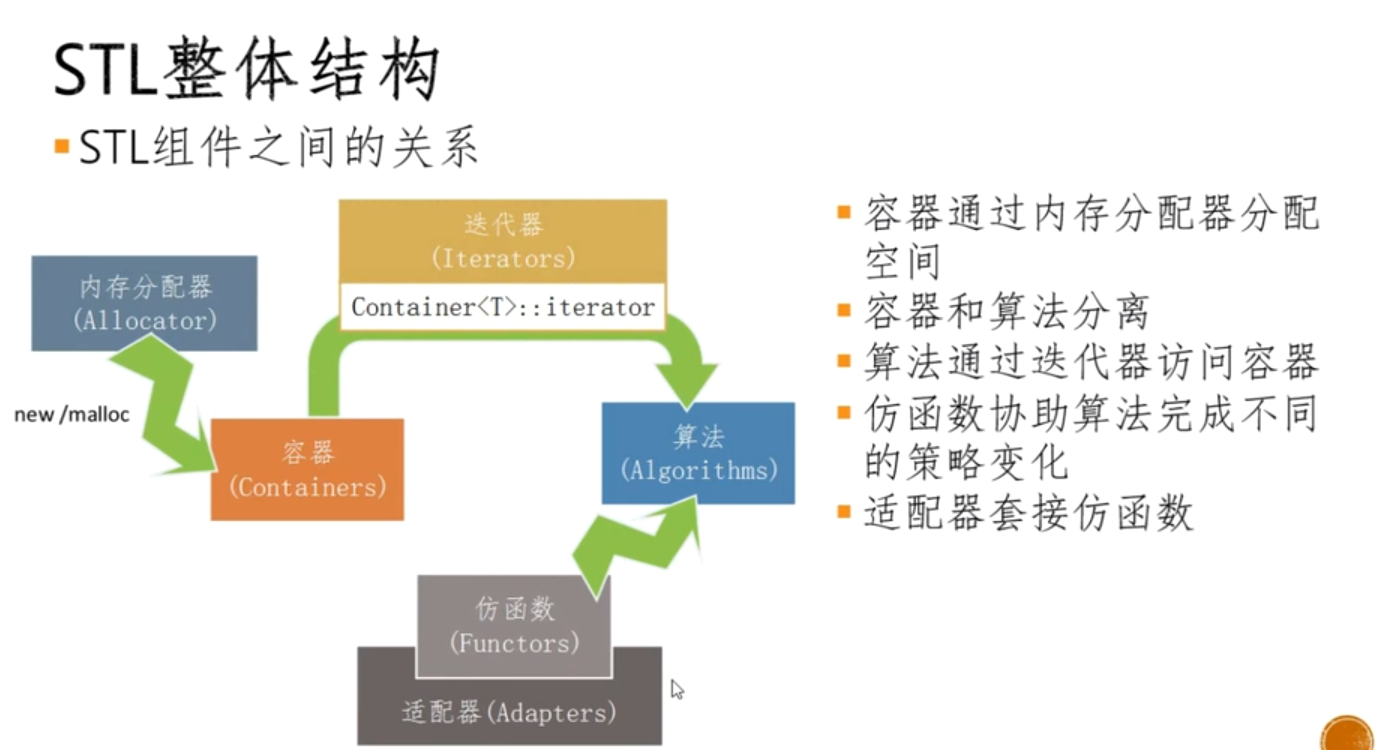 STL整体结构
STL组件之间的关系
迭代器
(Iterators)
Container<T>::iterator
内存分配器
(Allocator)
new /malloc
容器
(Containers)
算法
(Algorithms)
仿函数
(Functors)
适配器(Adapters)
容器通过内存分配器分配
空间
容器和算法分离
算法通过迭代器访问容器
仿函数协助算法完成不同
的策略变化
适配器套接仿函数